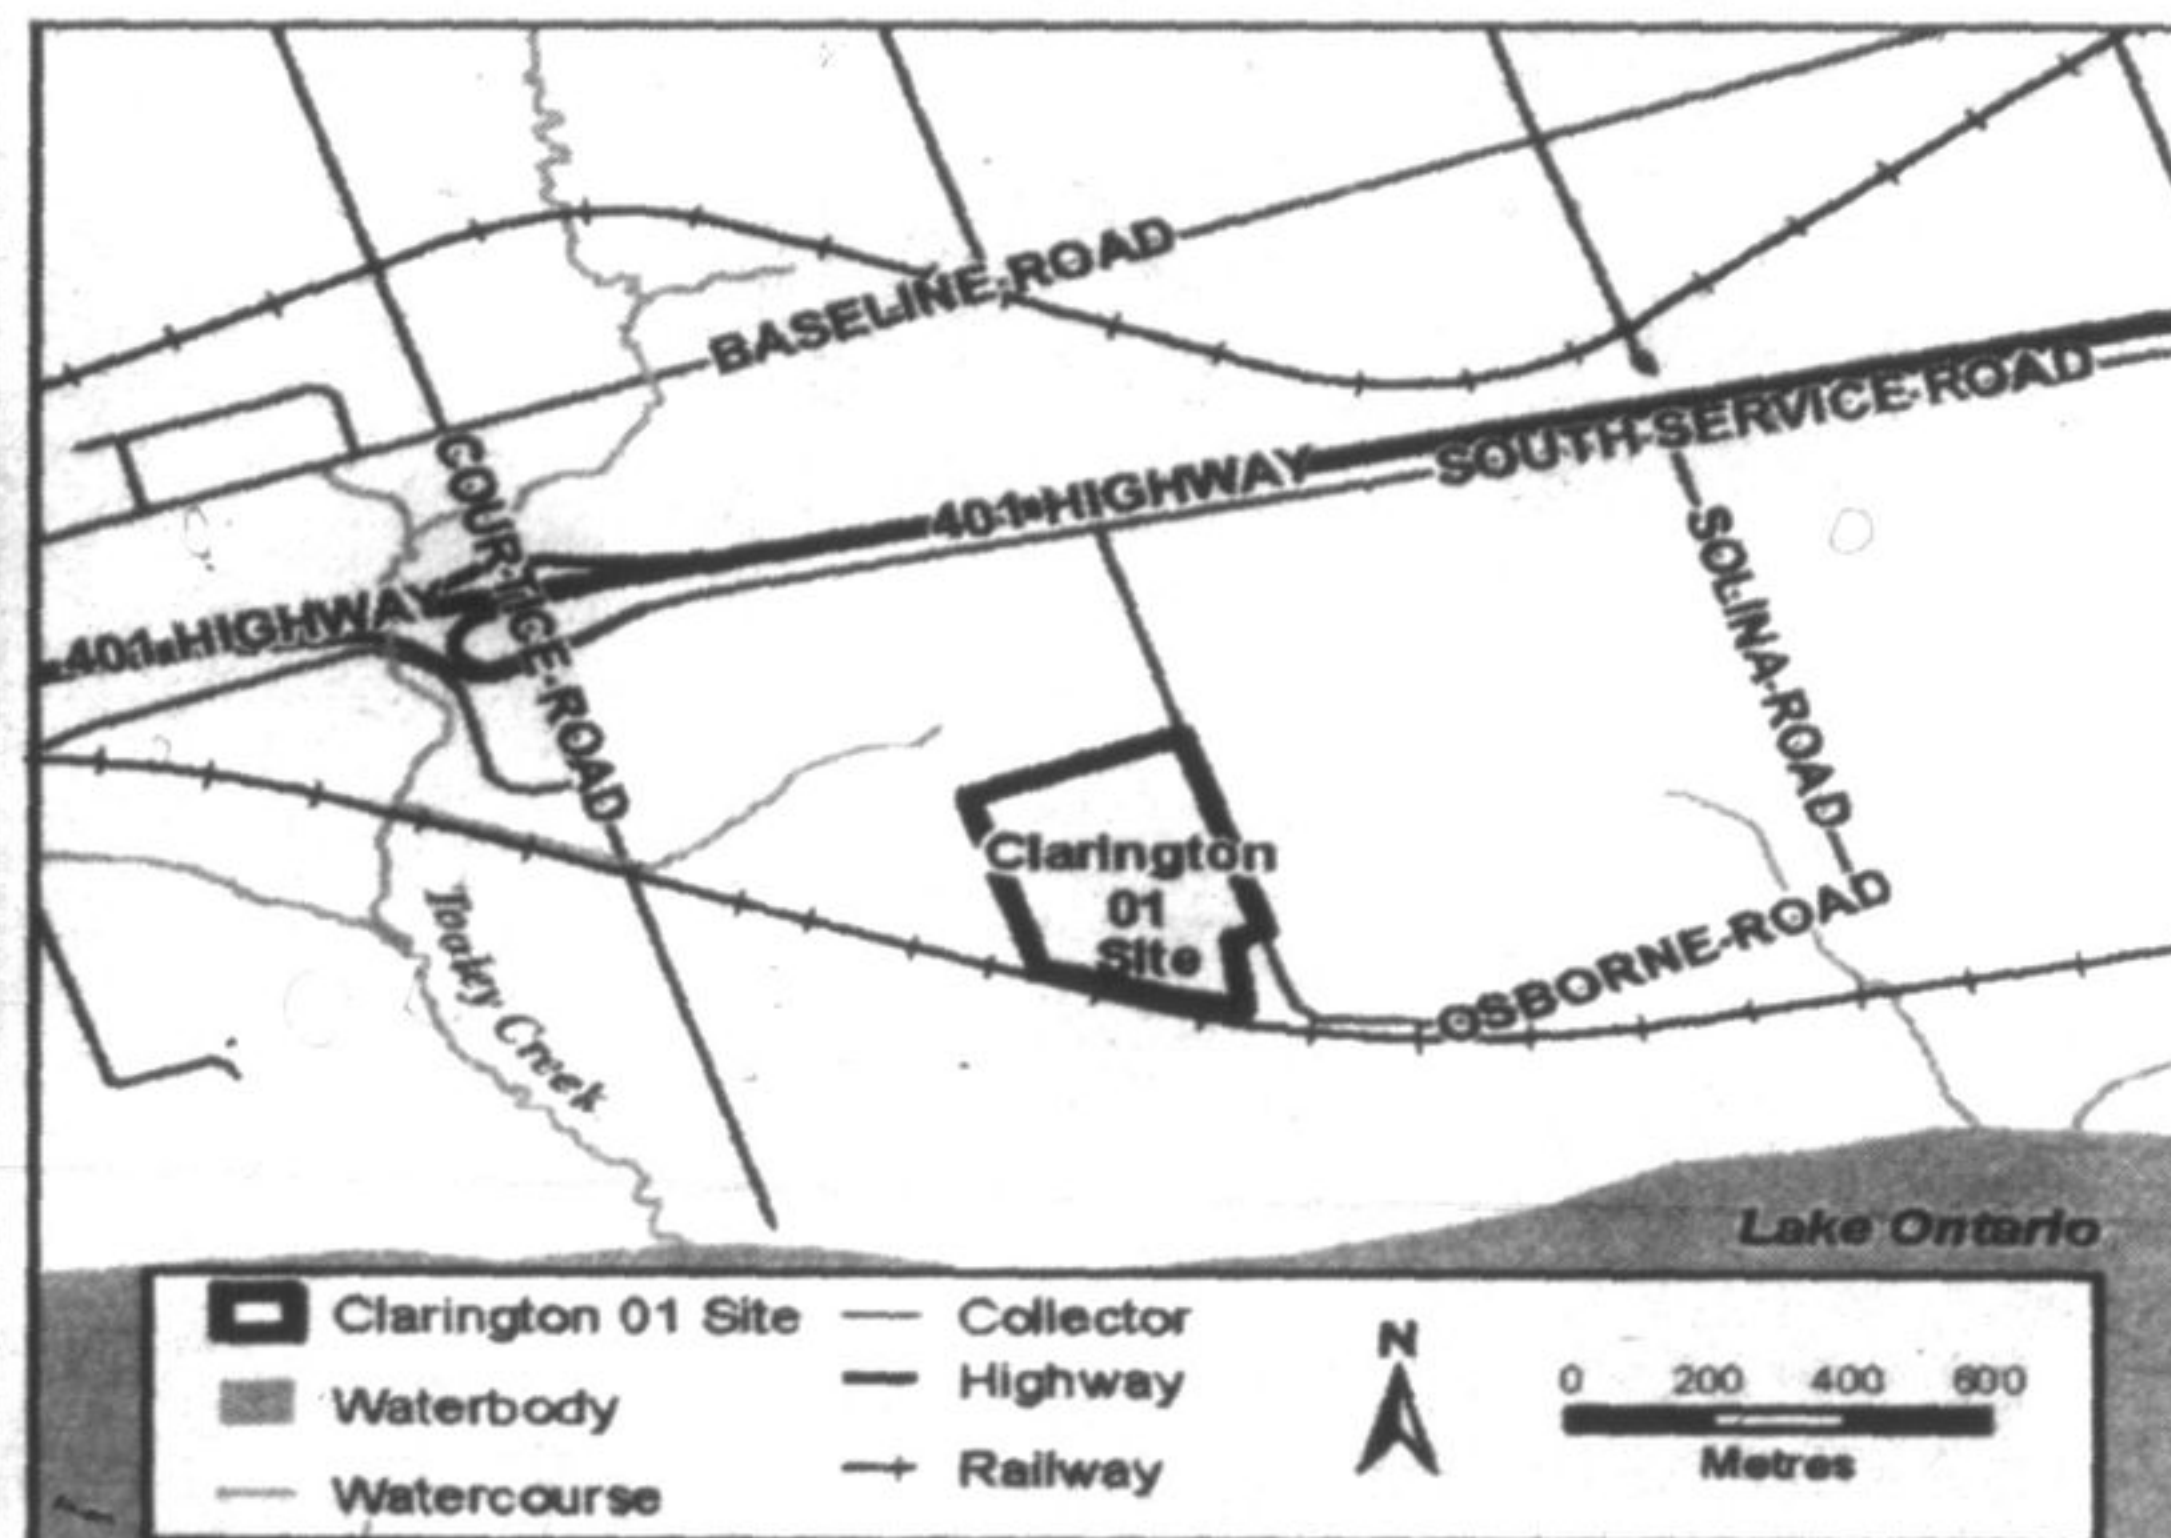 BASELINE ROAD
COURTICE ROAD
401 HIGHWAY
SOUTH SERVICE ROAD
401 HIGHWAY
SOLINA ROAD
Clarington
01
Site
OSBORNE ROAD
Tooley Creek
Lake Ontario
Clarington 01 Site
Waterbody
Watercourse
Collector
Highway
Railway
N
0 200 400 600
Metres